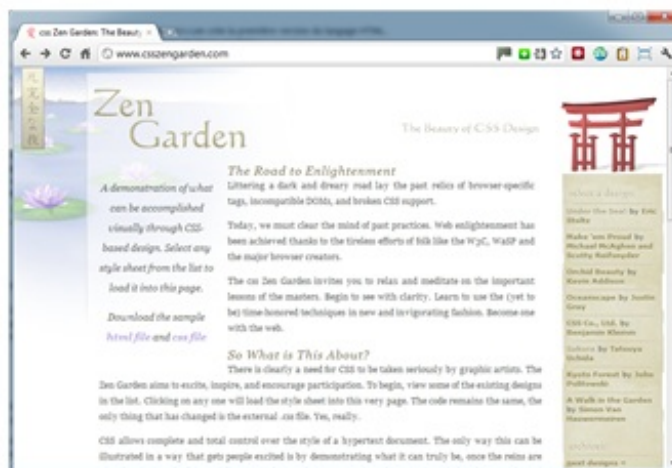 css Zen Garden: The Beauty
www.csszengarden.com
Zen
Garden
The Beauty of CSS Design
A demonstration of what
can be accomplished
visually through CSS-
based design. Select any
style sheet from the list to
load it into this page.
Download the sample
html file and css file
The Road to Enlightenment
Littering a dark and dreary road lay the past relics of browser-specific
tags, incompatible DOMs, and broken CSS support.
Today, we must clear the mind of past practices. Web enlightenment has
been achieved thanks to the tireless efforts of folk like the W3C, WaSP and
the major browser creators.
The css Zen Garden invites you to relax and meditate on the important
lessons of the masters. Begin to see with clarity. Learn to use the (yet to
be) time-honored techniques in new and invigorating fashion. Become one
with the web.
So What is This About?
There is clearly a need for CSS to be taken seriously by graphic artists. The
Zen Garden aims to excite, inspire, and encourage participation. To begin, view some of the existing designs
in the list. Clicking on any one will load the style sheet into this very page. The code remains the same, the
only thing that has changed is the external .css file. Yes, really.
CSS allows complete and total control over the style of a hypertext document. The only way this can be
illustrated in a way that gets people excited is by demonstrating what it can truly be, once the reins are
select a design:
Under the Sea! by Eric
Stoltz
Make 'em Proud by
Michael McAghon and
Scotty Reifsnyder
Orchid Beauty by
Kevin Addison
Oceanscape by Justin
Gray
CSS Co., Ltd. by
Benjamin Klemm
Sakura by Tatsuya
Uchida
Kyoto Forest by John
Politowski
A Walk in the Garden
by Simon Van
Hauwermeiren
archives:
next designs »